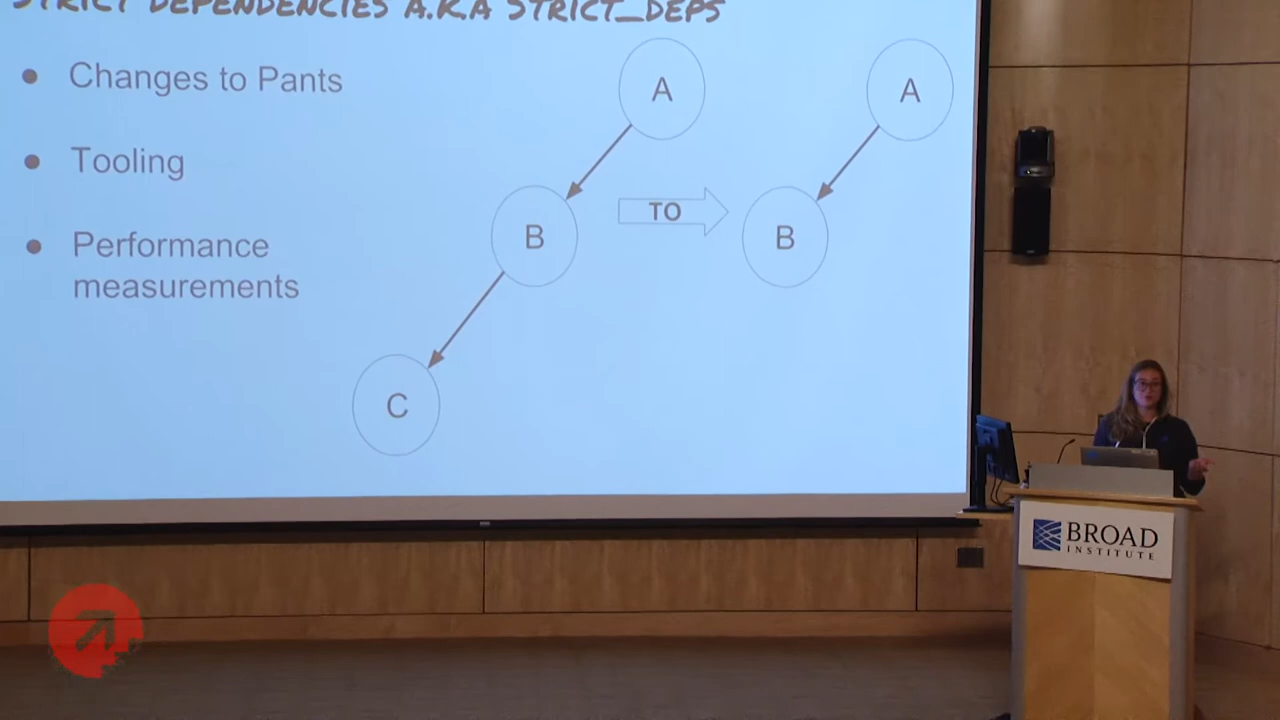 STRICT DEPENDENCIES A.K.A STRICT_DEPS
● Changes to Pants
● Tooling
● Performance
measurements
A
B
C
TO
A
B
BROAD
INSTITUTE